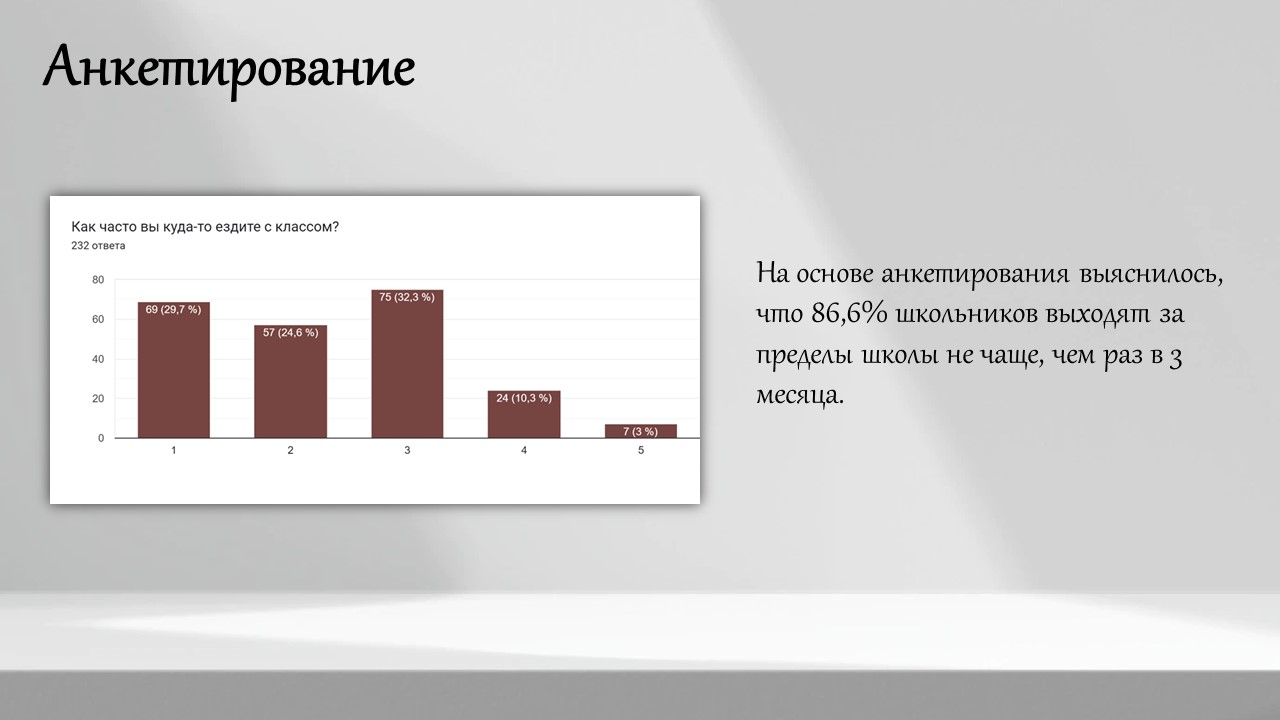 Анкетирование
Как часто вы куда-то ездите с классом?
232 ответа
80
60
40
20
0
69 (29,7 %)
57 (24,6 %)
75 (32,3 %)
24 (10,3 %)
7 (3 %)
1 2 3 4 5
На основе анкетирования выяснилось,
что 86,6% школьников выходят за
пределы школы не чаще, чем раз в 3
месяца.